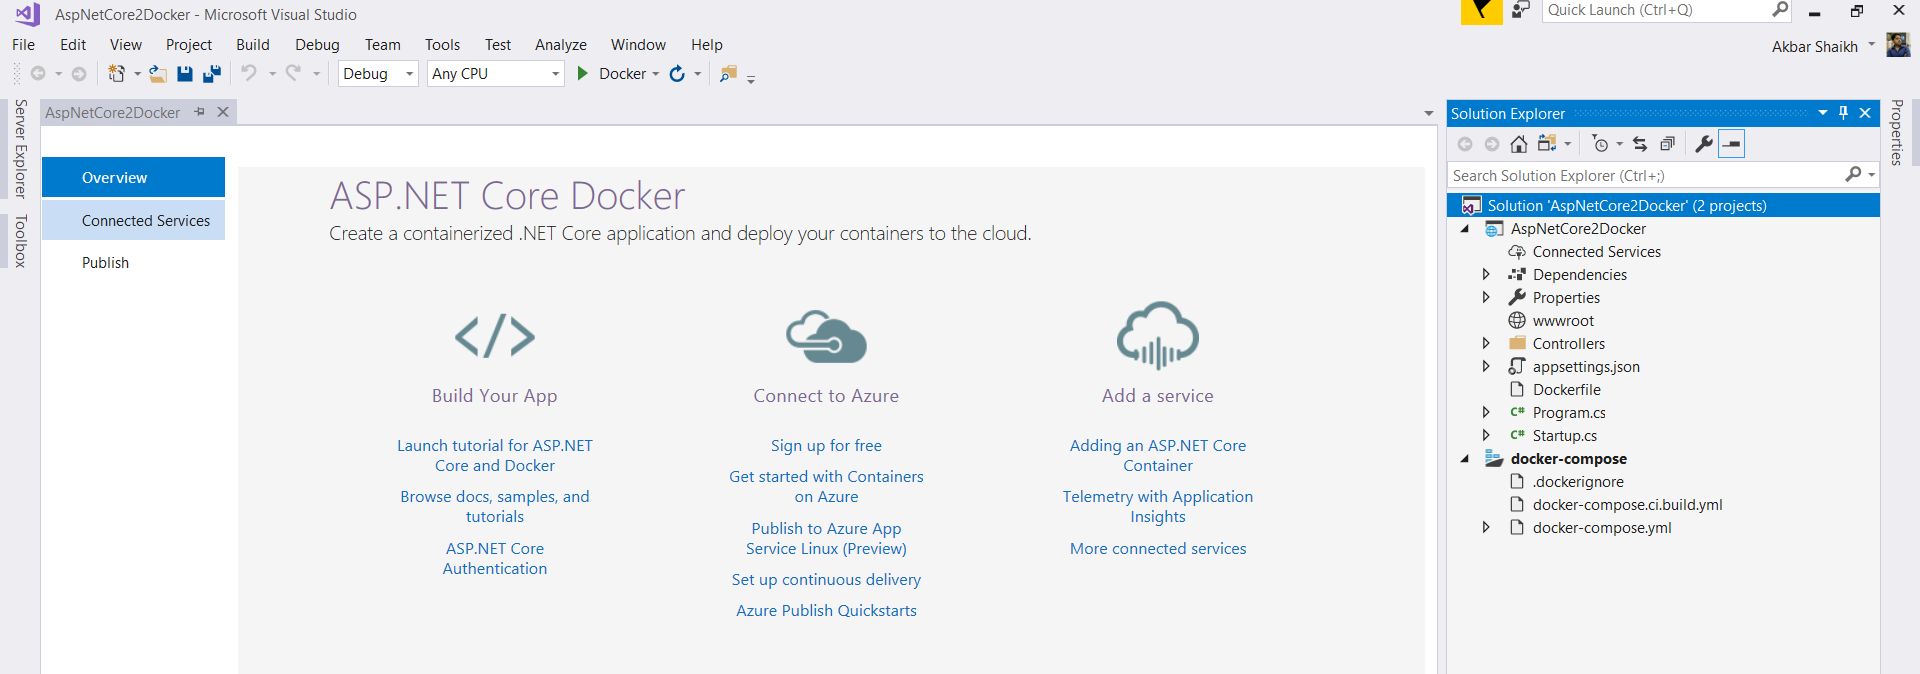 AspNetCore2Docker - Microsoft Visual Studio
Quick Launch (Ctrl+Q)
File Edit View Project Build Debug Team Tools Test Analyze Window Help
Akbar Shaikh
Debug Any CPU Docker
Server Explorer
Toolbox
AspNetCore2Docker
Overview
Connected Services
Publish
ASP.NET Core Docker
Create a containerized .NET Core application and deploy your containers to the cloud.
Build Your App
Launch tutorial for ASP.NET
Core and Docker
Browse docs, samples, and
tutorials
ASP.NET Core
Authentication
Connect to Azure
Sign up for free
Get started with Containers
on Azure
Publish to Azure App
Service Linux (Preview)
Set up continuous delivery
Azure Publish Quickstarts
Add a service
Adding an ASP.NET Core
Container
Telemetry with Application
Insights
More connected services
Solution Explorer
Search Solution Explorer (Ctrl+;)
Solution 'AspNetCore2Docker' (2 projects)
AspNetCore2Docker
Connected Services
Dependencies
Properties
wwwroot
Controllers
appsettings.json
Dockerfile
C# Program.cs
C# Startup.cs
docker-compose
.dockerignore
docker-compose.ci.build.yml
docker-compose.yml
Properties